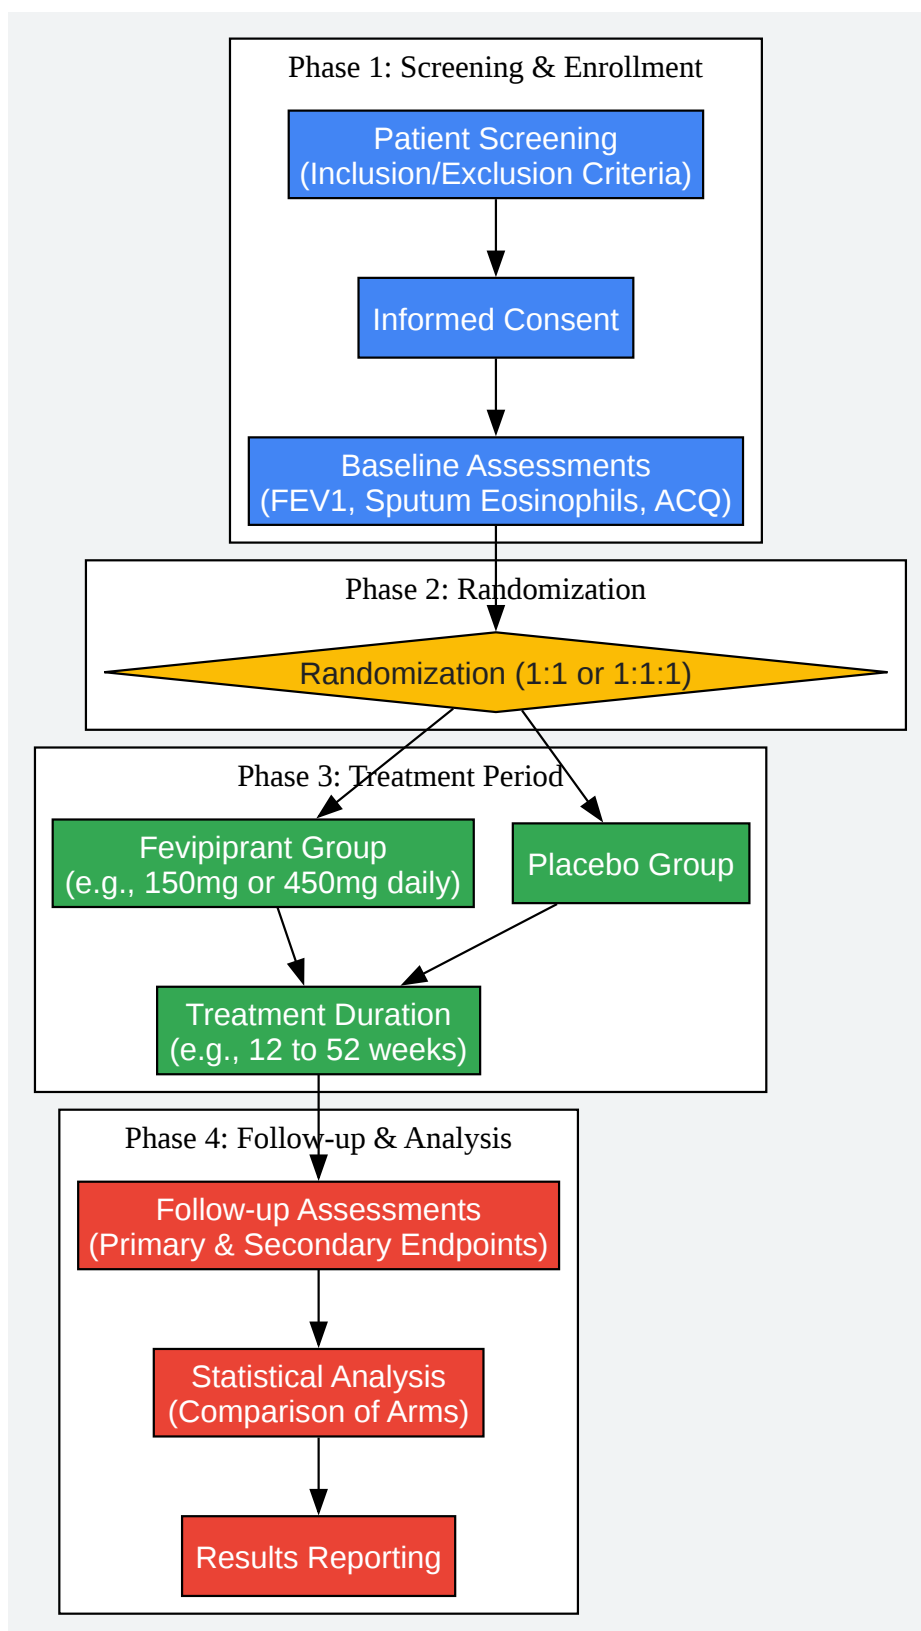 Phase 1: Screening & Enrollment
Patient Screening
(Inclusion/Exclusion Criteria)
Informed Consent
Baseline Assessments
(FEV1, Sputum Eosinophils, ACQ)
Phase 2: Randomization
Randomization (1:1 or 1:1:1)
Phase 3: Treatment Period
Fevipiprant Group
(e.g., 150mg or 450mg daily)
Placebo Group
Treatment Duration
(e.g., 12 to 52 weeks)
Phase 4: Follow-up & Analysis
Follow-up Assessments
(Primary & Secondary Endpoints)
Statistical Analysis
(Comparison of Arms)
Results Reporting